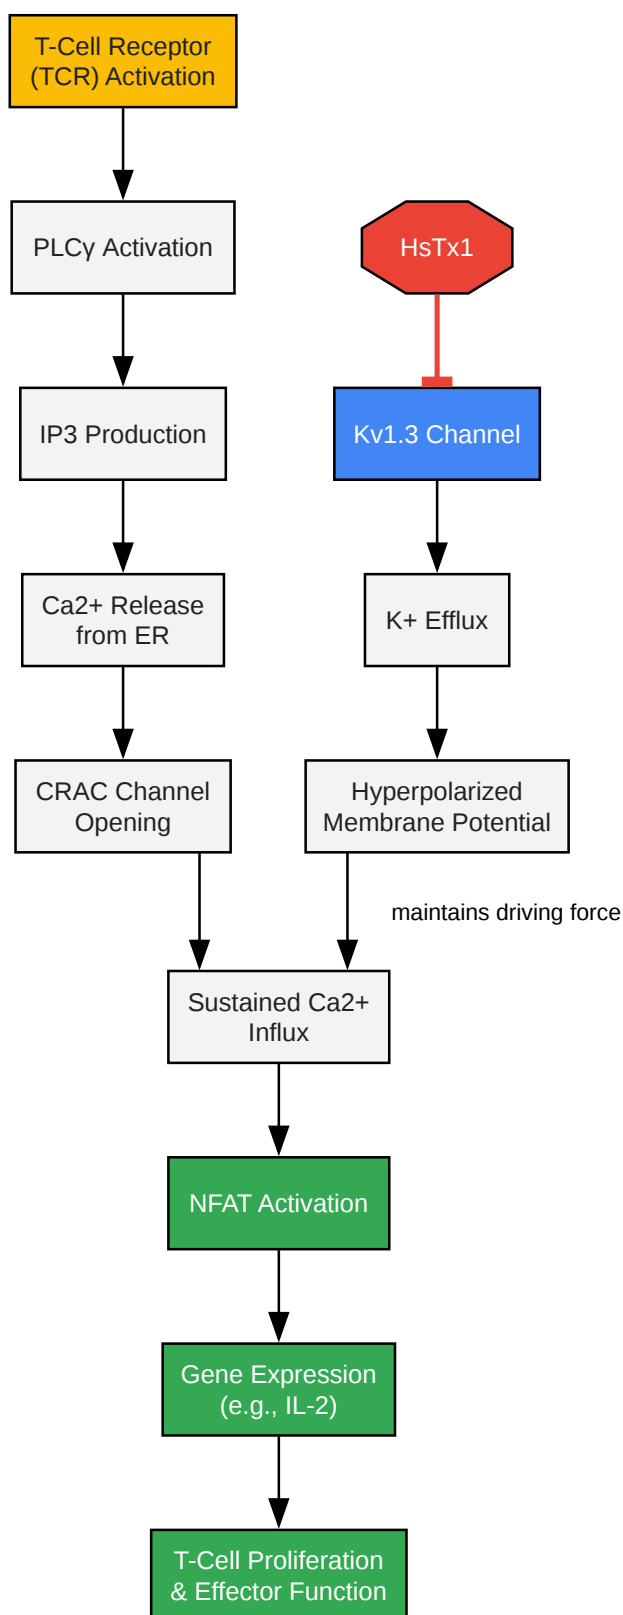 T-Cell Receptor
(TCR) Activation
PLCγ Activation
HsTx1
IP3 Production
Kv1.3 Channel
Ca2+ Release
from ER
K+ Efflux
CRAC Channel
Opening
Hyperpolarized
Membrane Potential
maintains driving force
Sustained Ca2+
Influx
NFAT Activation
Gene Expression
(e.g., IL-2)
T-Cell Proliferation
& Effector Function